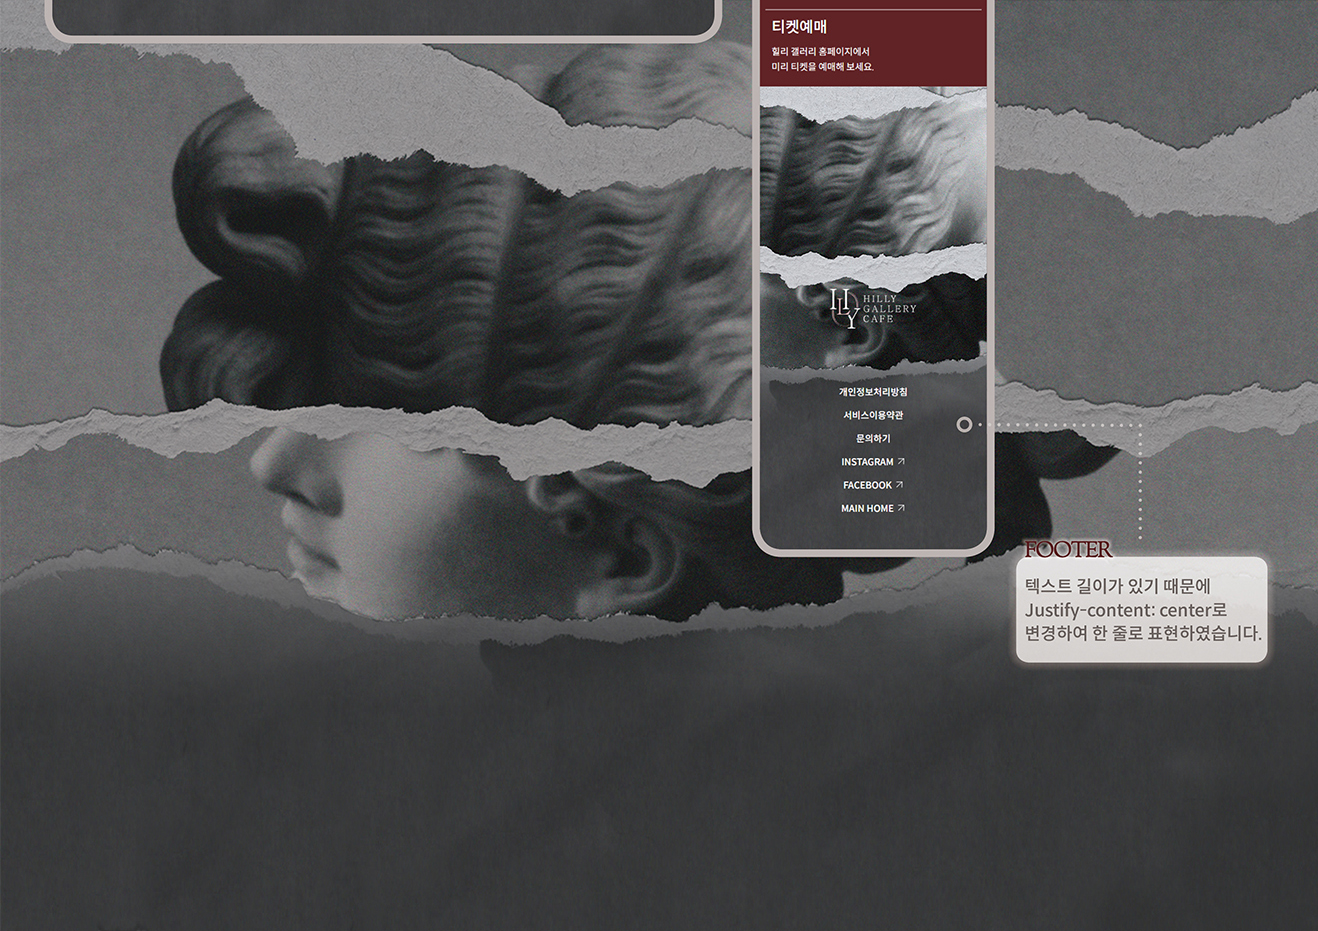 티켓예매
힐리 갤러리 홈페이지에서
미리 티켓을 예매해 보세요.
HLLY
HILLY
GALLERY
CAFE
개인정보처리방침
서비스이용약관
문의하기
INSTAGRAM
FACEBOOK
MAIN HOME
FOOTER
텍스트 길이가 있기 때문에
Justify-content: center로
변경하여 한 줄로 표현하였습니다.